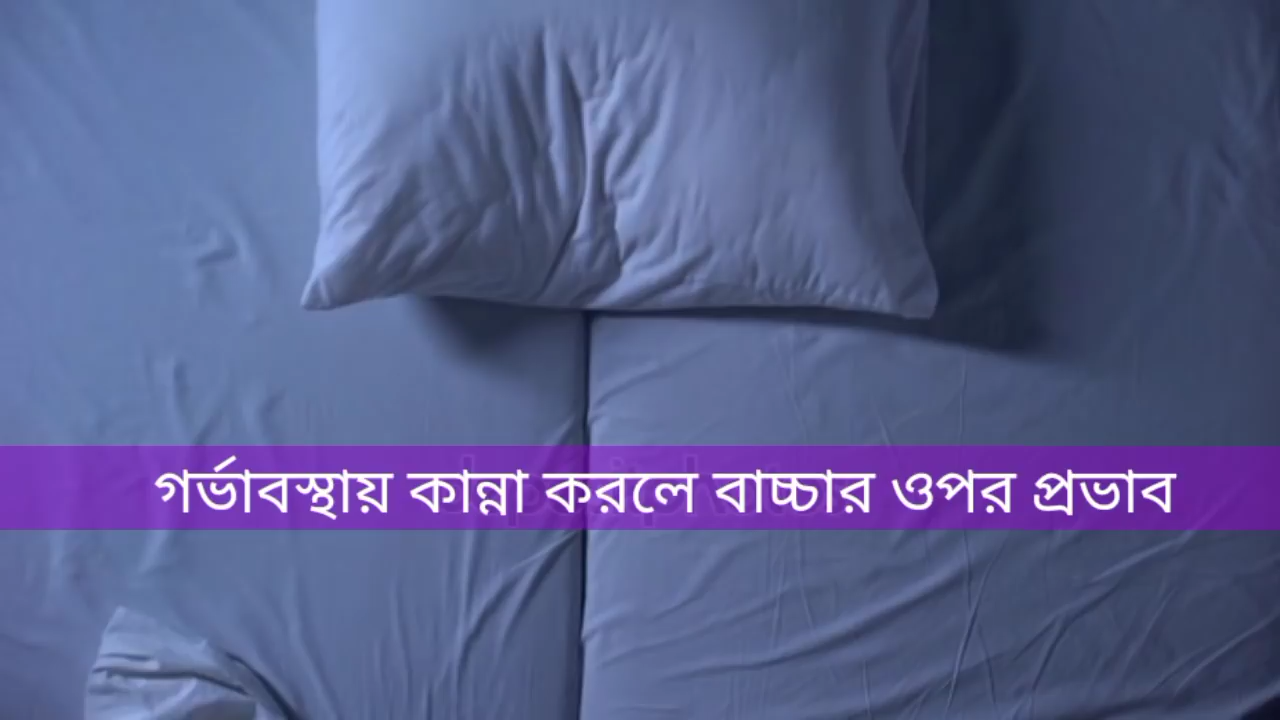 গর্ভাবস্থায় কান্না করলে বাচ্চার ওপর প্রভাব